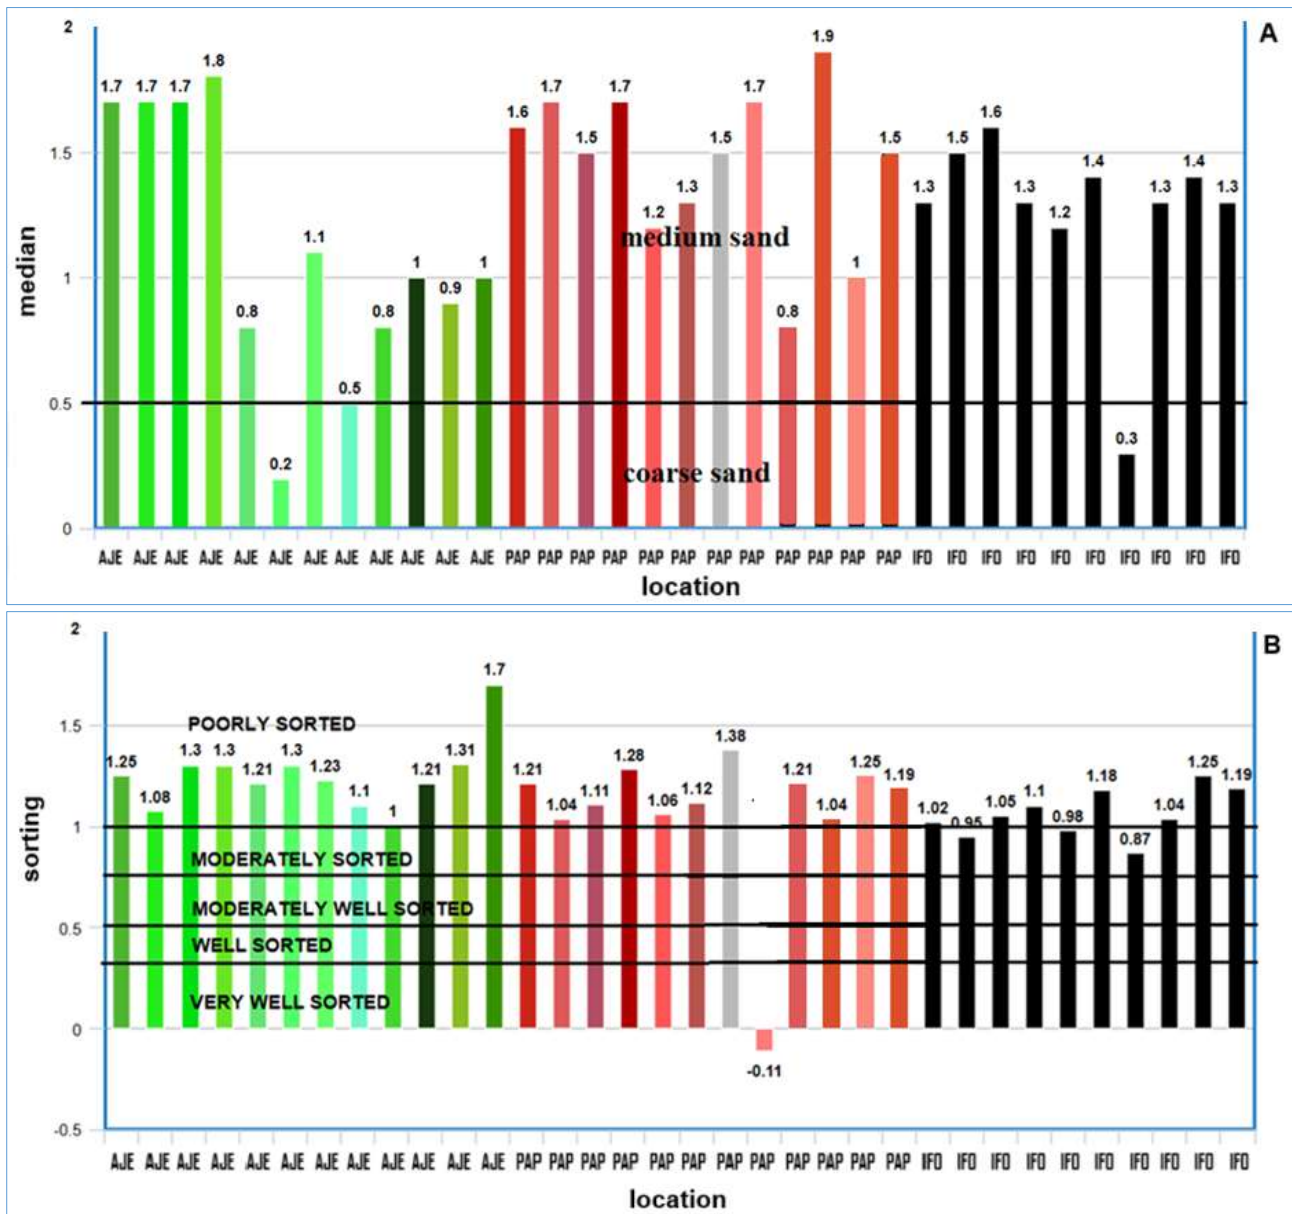 A
2
1.5
1
0.5
0
median
1.7 1.7 1.7 1.8 0.8 0.2 1.1 0.5 0.8 1 0.9 1 1.6 1.7 1.5 1.7 1.2 1.3 1.5 1.7 0.8 1.9 1 1.5 1.3 1.5 1.6 1.3 1.2 1.4 0.3 1.3 1.4 1.3
medium sand
coarse sand
AJE AJE AJE AJE AJE AJE AJE AJE AJE AJE AJE AJE PAP PAP PAP PAP PAP PAP PAP PAP PAP PAP PAP PAP IFO IFO IFO IFO IFO IFO IFO IFO IFO IFO
location
B
2
1.5
1
0.5
0
-0.5
sorting
1.25 1.08 1.3 1.3 1.21 1.3 1.23 1.1 1 1.21 1.31 1.7 1.21 1.04 1.11 1.28 1.06 1.12 1.38 -0.11 1.21 1.04 1.25 1.19 1.02 0.95 1.05 1.1 0.98 1.18 0.87 1.04 1.25 1.19
POORLY SORTED
MODERATELY SORTED
MODERATELY WELL SORTED
WELL SORTED
VERY WELL SORTED
AJE AJE AJE AJE AJE AJE AJE AJE AJE AJE AJE AJE PAP PAP PAP PAP PAP PAP PAP PAP PAP PAP PAP PAP IFO IFO IFO IFO IFO IFO IFO IFO IFO IFO
location